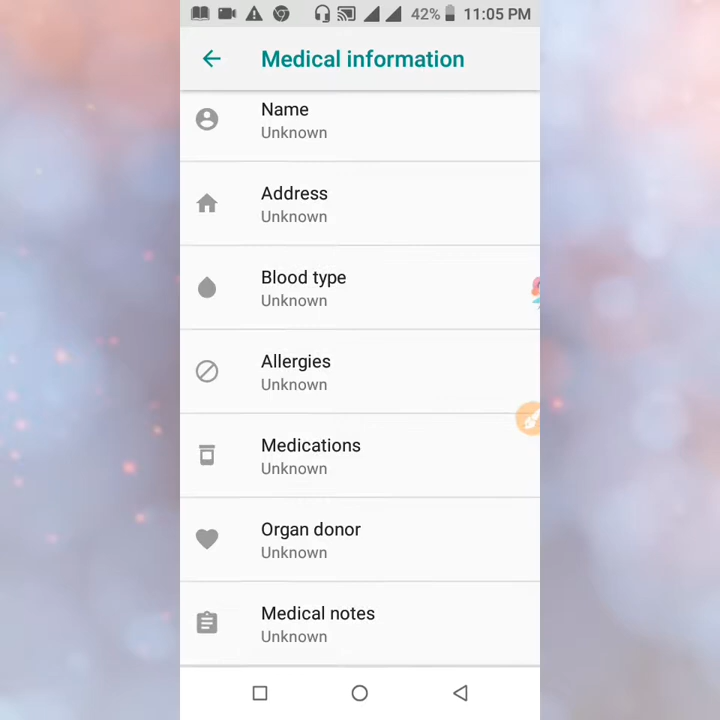 42% 11:05 PM
Medical information
Name
Unknown
Address
Unknown
Blood type
Unknown
Allergies
Unknown
Medications
Unknown
Organ donor
Unknown
Medical notes
Unknown